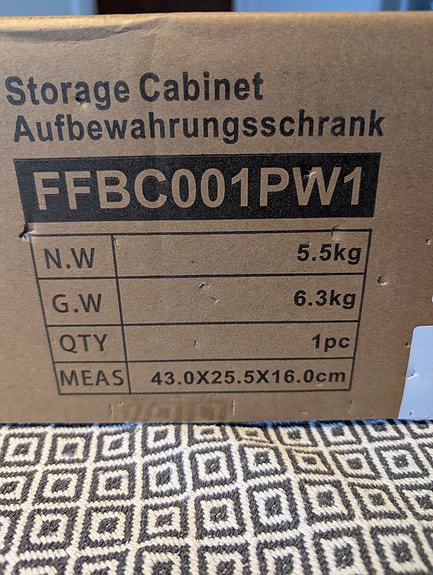 Storage Cabinet
Aufbewahrungsschrank
FFBC001PW1
N.W 5.5kg
G.W 6.3kg
QTY 1pc
MEAS 43.0X25.5X16.0cm